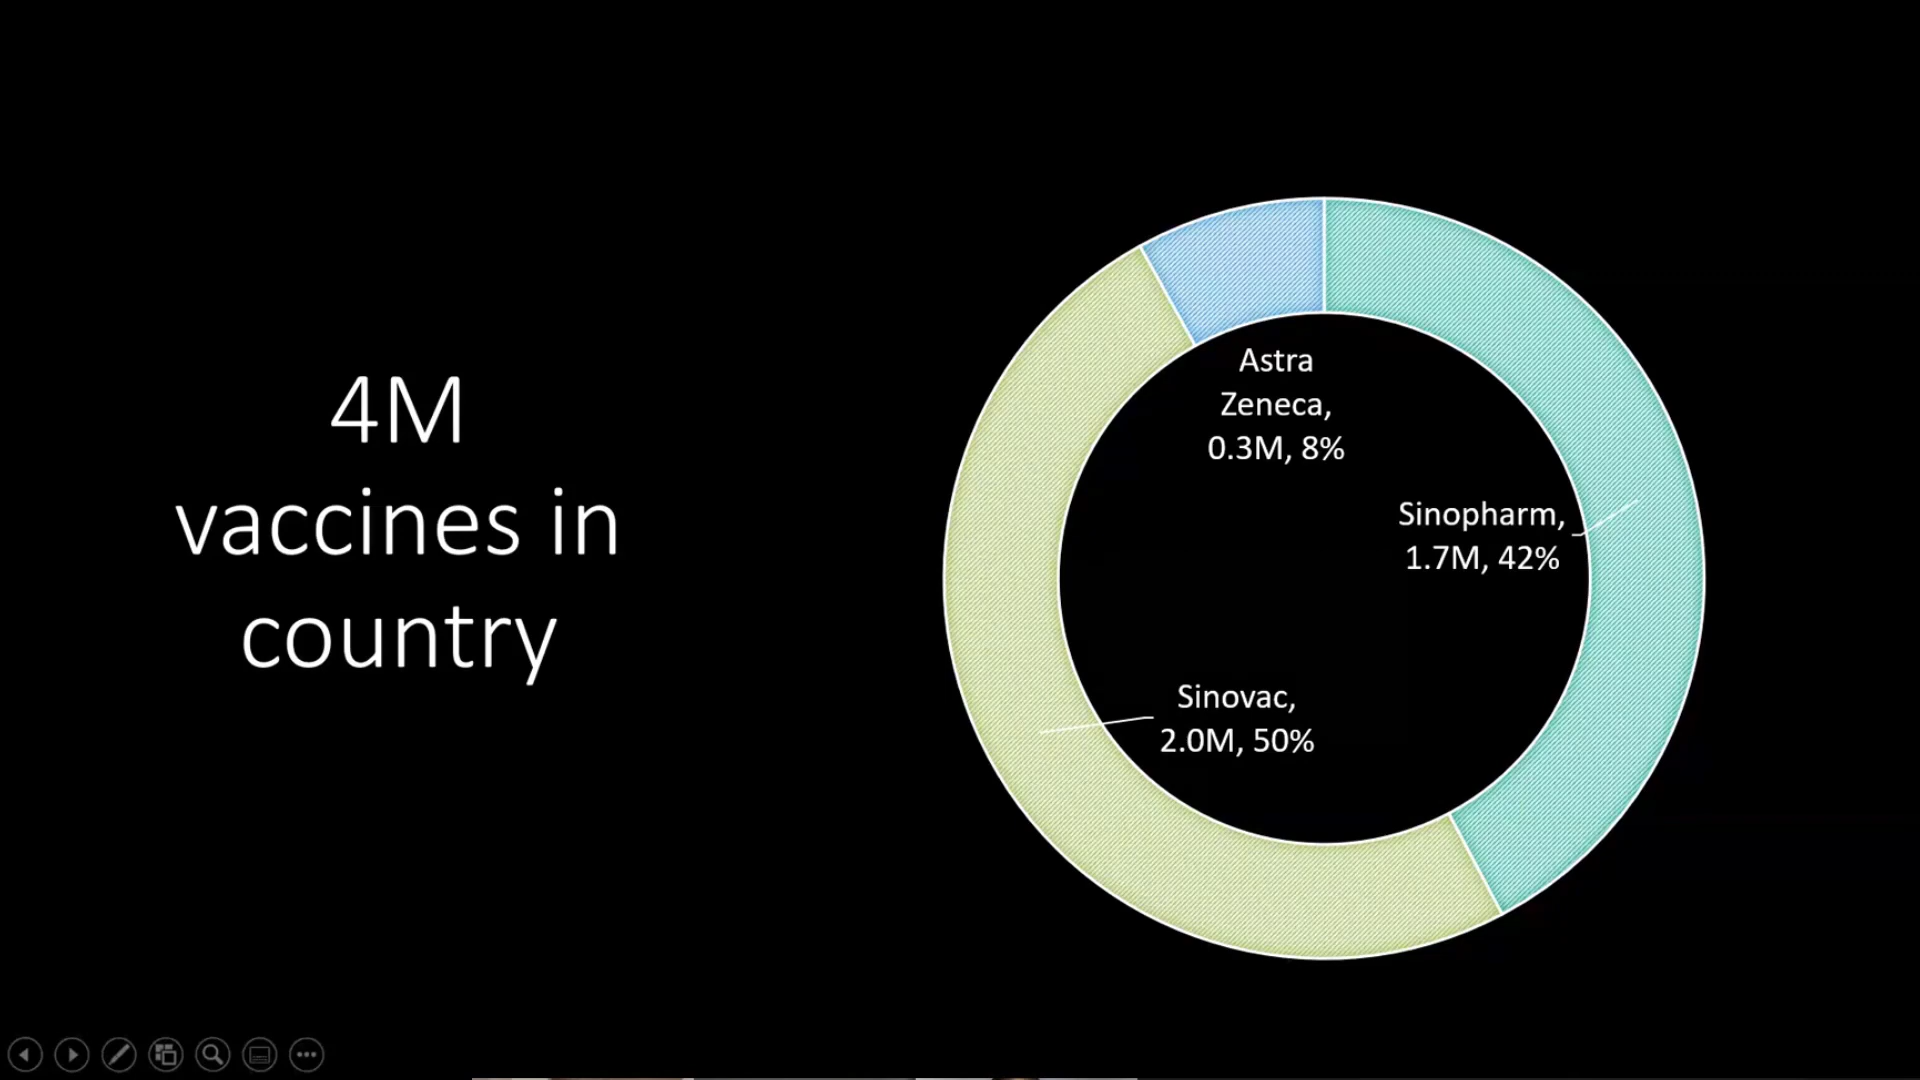 4M
vaccines in
country
Astra
Zeneca,
0.3M, 8%
Sinopharm,
1.7M, 42%
Sinovac,
2.0M, 50%